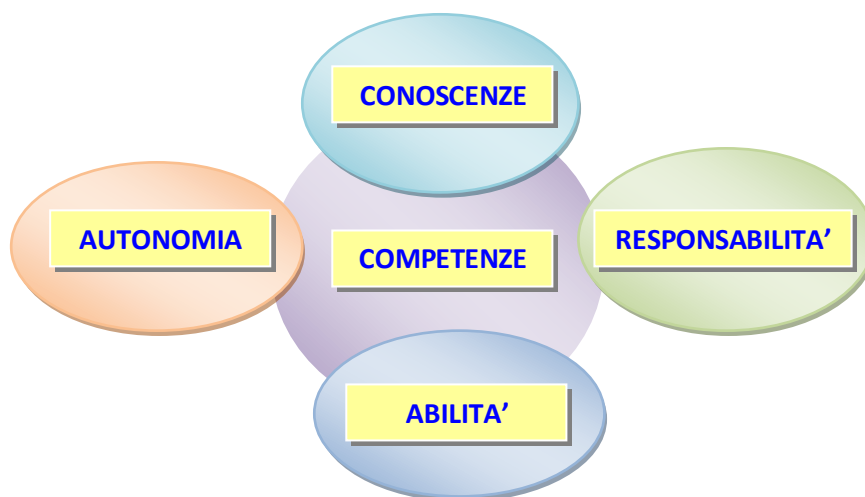 CONOSCENZE
AUTONOMIA
COMPETENZE
RESPONSABILITA’
ABILITA’